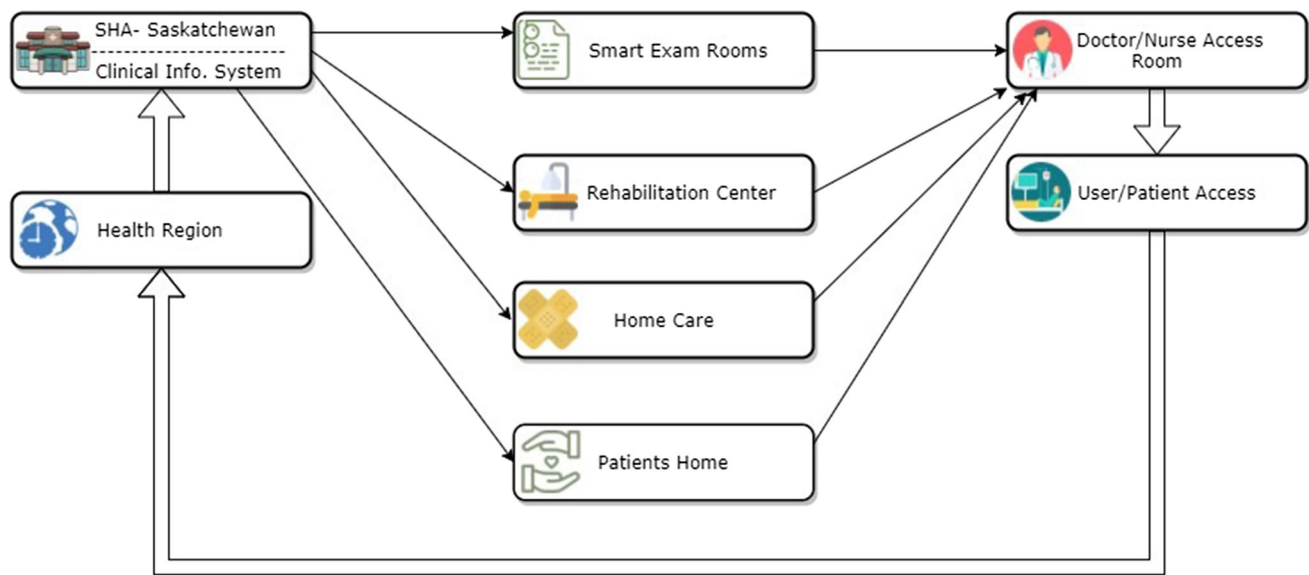 SHA- Saskatchewan
Clinical Info. System
Smart Exam Rooms
Doctor/Nurse Access
Room
Rehabilitation Center
User/Patient Access
Health Region
Home Care
Patients Home